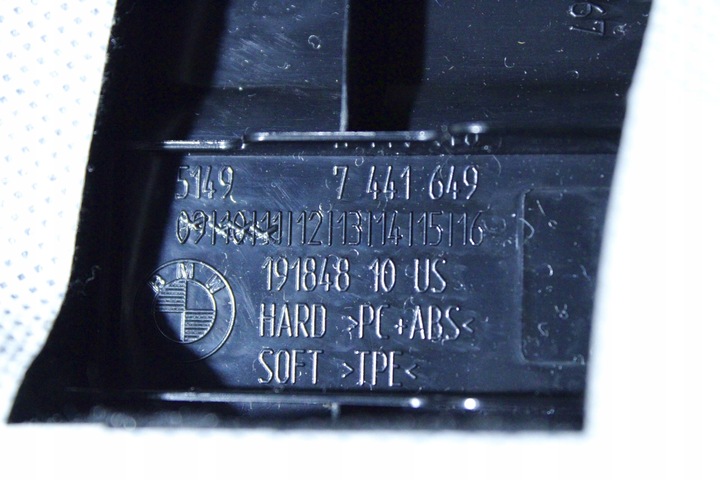 5149 7 441 649
09|10|11|12|13|14|15|16
BMW
191848 10 US
HARD >PC+ABS<
SOFT >TPE<